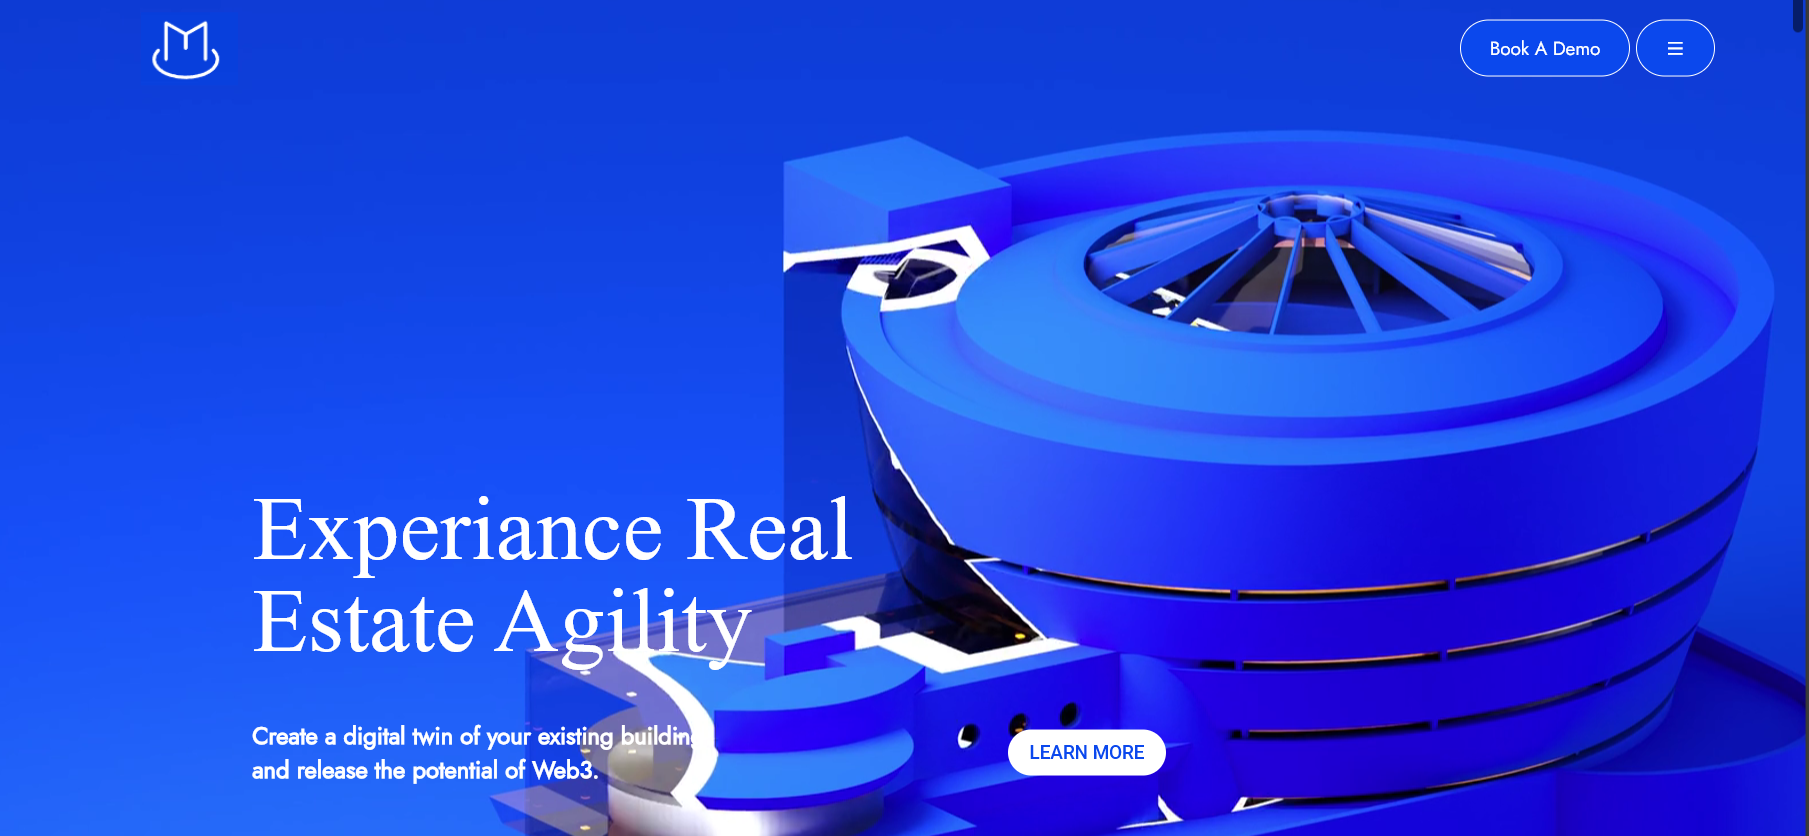 Book A Demo
Experiance Real
Estate Agility
Create a digital twin of your existing building
and release the potential of Web3.
LEARN MORE